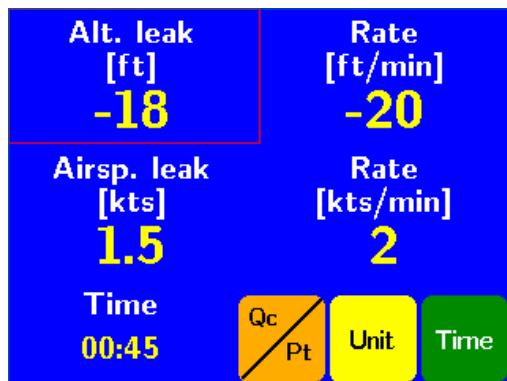 Alt. leak
[ft]
-18
Rate
[ft/min]
-20
Airsp. leak
[kts]
1.5
Rate
[kts/min]
2
Time
00:45
Qc
Pt
Unit
Time